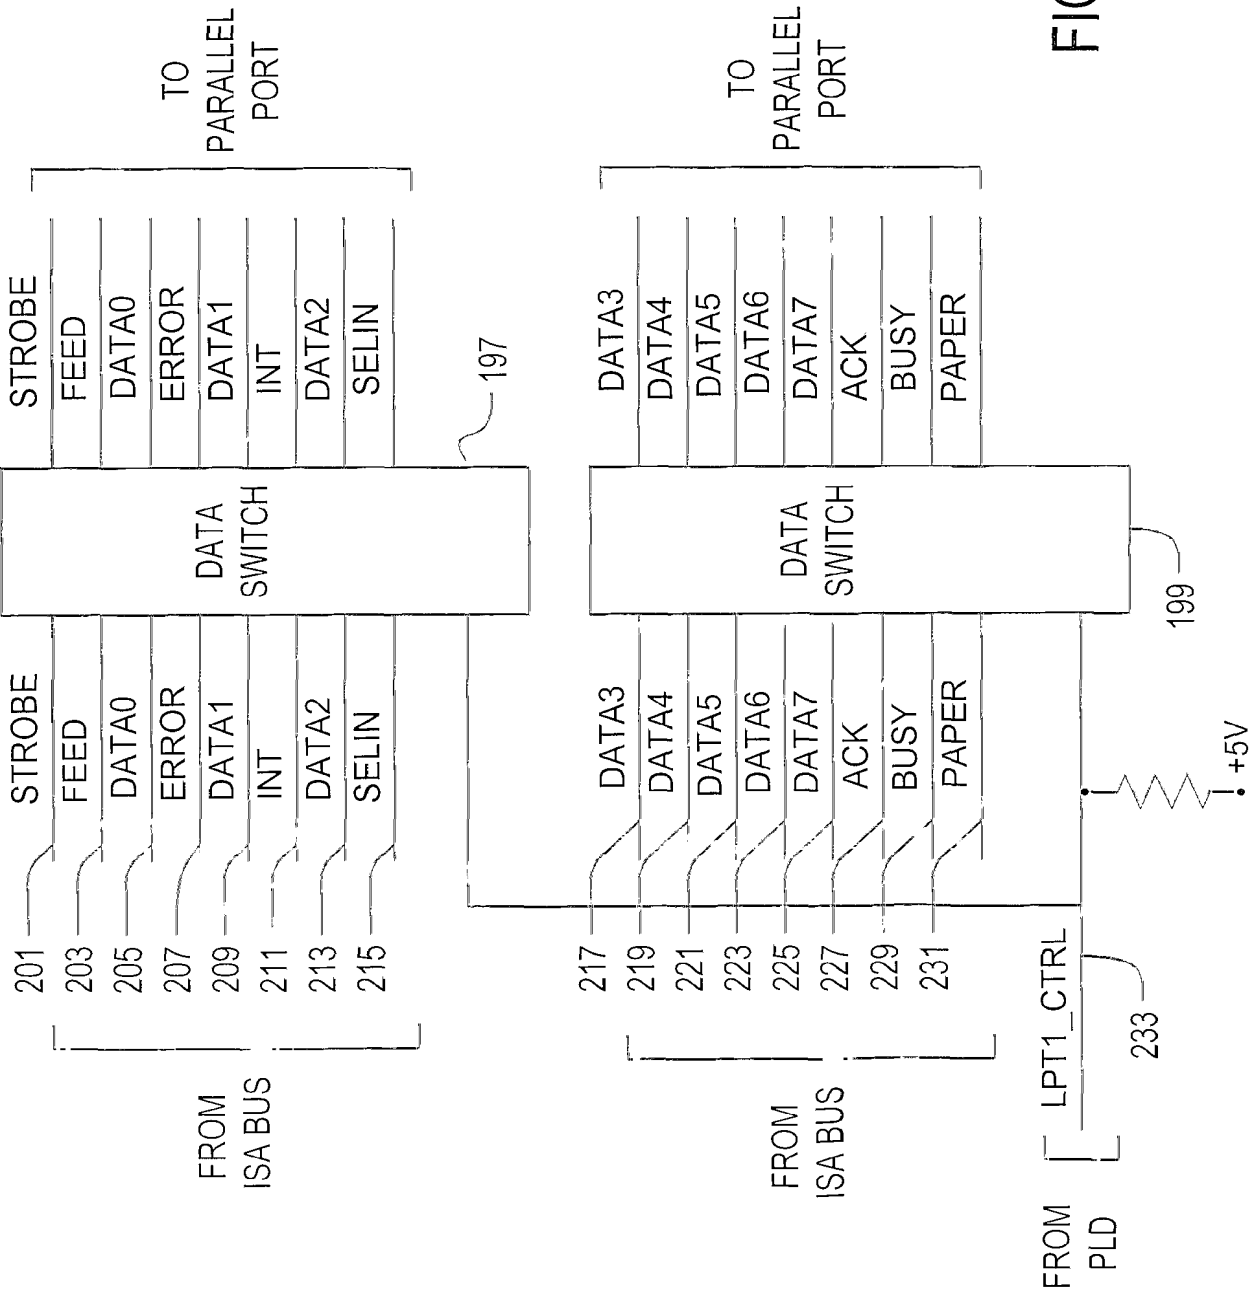 201
203
205
207
209
211
213
215
FROM
ISA BUS
STROBE
FEED
DATA0
ERROR
DATA1
INT
DATA2
SELIN
DATA
SWITCH
197
STROBE
FEED
DATA0
ERROR
DATA1
INT
DATA2
SELIN
TO
PARALLEL
PORT
217
219
221
223
225
227
229
231
FROM
ISA BUS
DATA3
DATA4
DATA5
DATA6
DATA7
ACK
BUSY
PAPER
DATA
SWITCH
199
DATA3
DATA4
DATA5
DATA6
DATA7
ACK
BUSY
PAPER
TO
PARALLEL
PORT
FROM
PLD
LPT1_CTRL
233
+5V